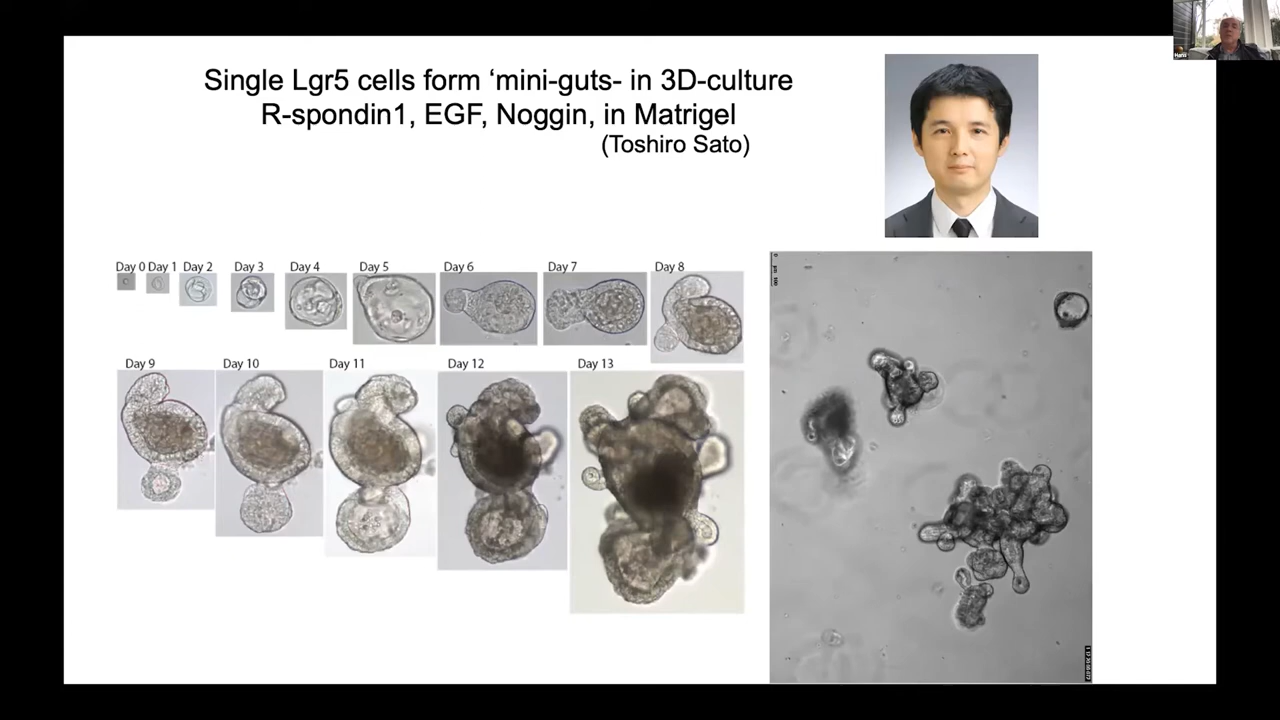 Single Lgr5 cells form ‘mini-guts- in 3D-culture
R-spondin1, EGF, Noggin, in Matrigel
(Toshiro Sato)
Day 0 Day 1 Day 2 Day 3 Day 4 Day 5 Day 6 Day 7 Day 8
Day 9 Day 10 Day 11 Day 12 Day 13
Hans